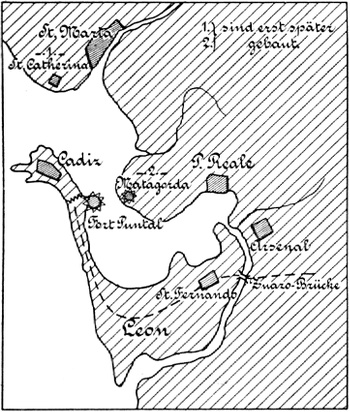 St. Marta
1.) sind erst später
2.) gebaut.
-1-
St. Catherina
Cadiz
-2-
Matagorda
P. Reale
Fort Puntal
Arsenal
St. Fernando
Zuaro-Brücke
Leon